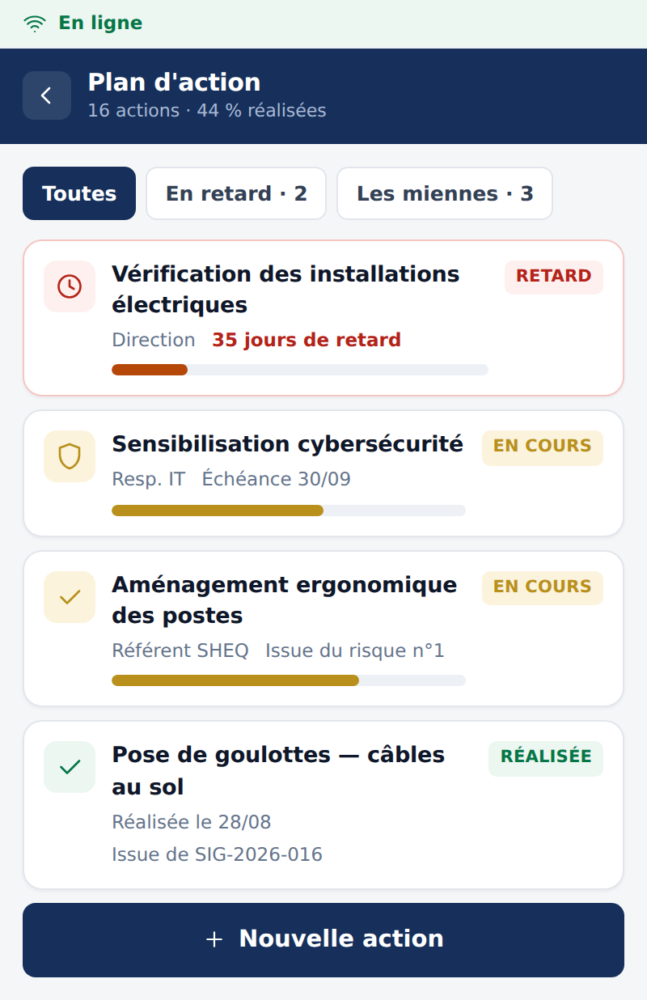 En ligne
Plan d'action
16 actions · 44 % réalisées
Toutes
En retard · 2
Les miennes · 3
Vérification des installations
électriques
RETARD
Direction 35 jours de retard
Sensibilisation cybersécurité
EN COURS
Resp. IT Échéance 30/09
Aménagement ergonomique
des postes
EN COURS
Référent SHEQ Issue du risque n°1
Pose de goulottes — câbles
au sol
RÉALISÉE
Réalisée le 28/08
Issue de SIG-2026-016
+ Nouvelle action